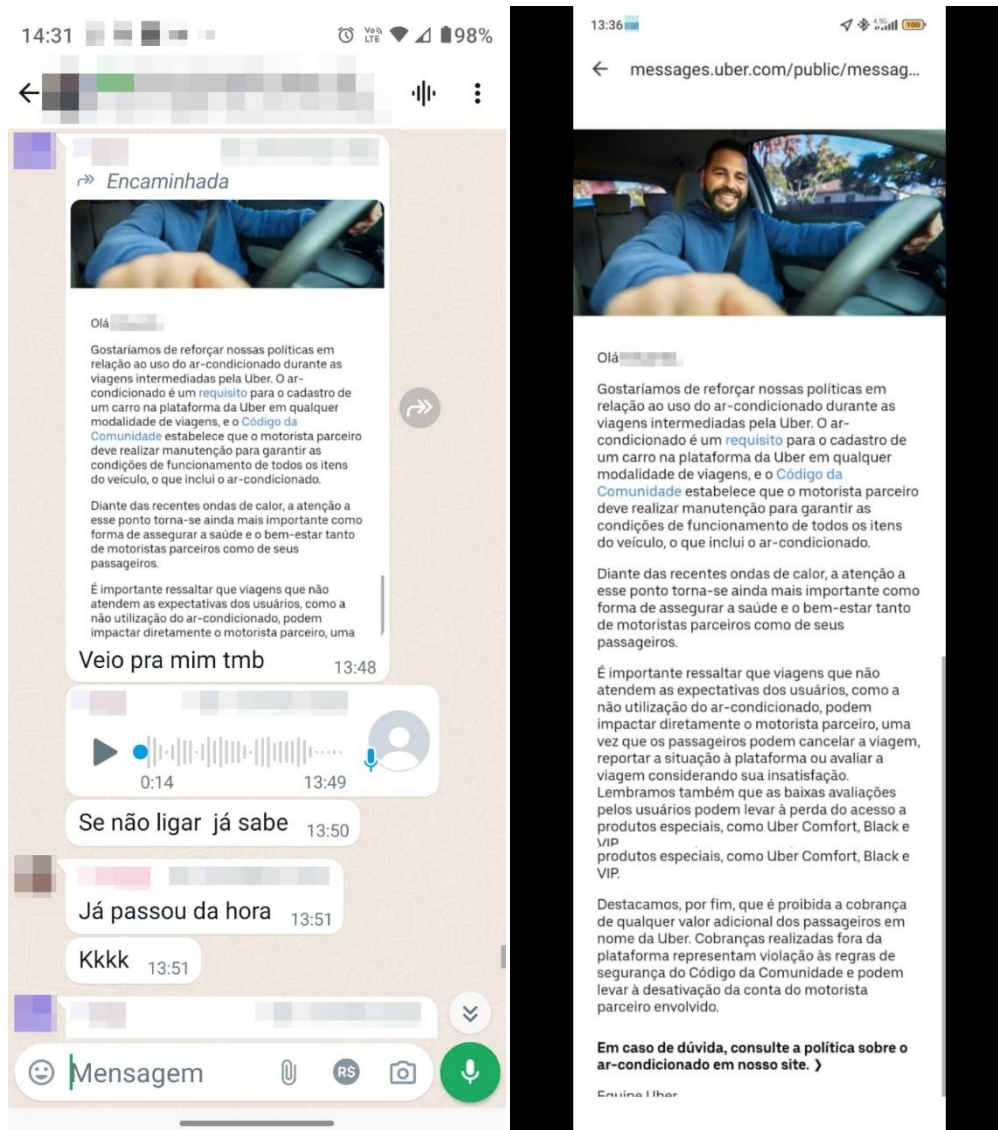 14:31
Vo))
LTE
98%
Encaminhada
Olá
Gostaríamos de reforçar nossas políticas em
relação ao uso do ar-condicionado durante as
viagens intermediadas pela Uber. O ar-
condicionado é um requisito para o cadastro de
um carro na plataforma da Uber em qualquer
modalidade de viagens, e o Código da
Comunidade estabelece que o motorista parceiro
deve realizar manutenção para garantir as
condições de funcionamento de todos os itens
do veículo, o que inclui o ar-condicionado.
Diante das recentes ondas de calor, a atenção a
esse ponto torna-se ainda mais importante como
forma de assegurar a saúde e o bem-estar tanto
de motoristas parceiros como de seus
passageiros.
É importante ressaltar que viagens que não
atendem as expectativas dos usuários, como a
não utilização do ar-condicionado, podem
impactar diretamente o motorista parceiro, uma
Veio pra mim tmb 13:48
0:14 13:49
Se não ligar já sabe 13:50
Já passou da hora 13:51
Kkkk 13:51
Mensagem
R$
13:36
100
messages.uber.com/public/messag...
Olá
Gostaríamos de reforçar nossas políticas em
relação ao uso do ar-condicionado durante as
viagens intermediadas pela Uber. O ar-
condicionado é um requisito para o cadastro de
um carro na plataforma da Uber em qualquer
modalidade de viagens, e o Código da
Comunidade estabelece que o motorista parceiro
deve realizar manutenção para garantir as
condições de funcionamento de todos os itens
do veículo, o que inclui o ar-condicionado.
Diante das recentes ondas de calor, a atenção a
esse ponto torna-se ainda mais importante como
forma de assegurar a saúde e o bem-estar tanto
de motoristas parceiros como de seus
passageiros.
É importante ressaltar que viagens que não
atendem as expectativas dos usuários, como a
não utilização do ar-condicionado, podem
impactar diretamente o motorista parceiro, uma
vez que os passageiros podem cancelar a viagem,
reportar a situação à plataforma ou avaliar a
viagem considerando sua insatisfação.
Lembramos também que as baixas avaliações
pelos usuários podem levar à perda do acesso a
produtos especiais, como Uber Comfort, Black e
VIP
produtos especiais, como Uber Comfort, Black e
VIP.
Destacamos, por fim, que é proibida a cobrança
de qualquer valor adicional dos passageiros em
nome da Uber. Cobranças realizadas fora da
plataforma representam violação às regras de
segurança do Código da Comunidade e podem
levar à desativação da conta do motorista
parceiro envolvido.
Em caso de dúvida, consulte a política sobre o
ar-condicionado em nosso site. ❯
Equipe Uber